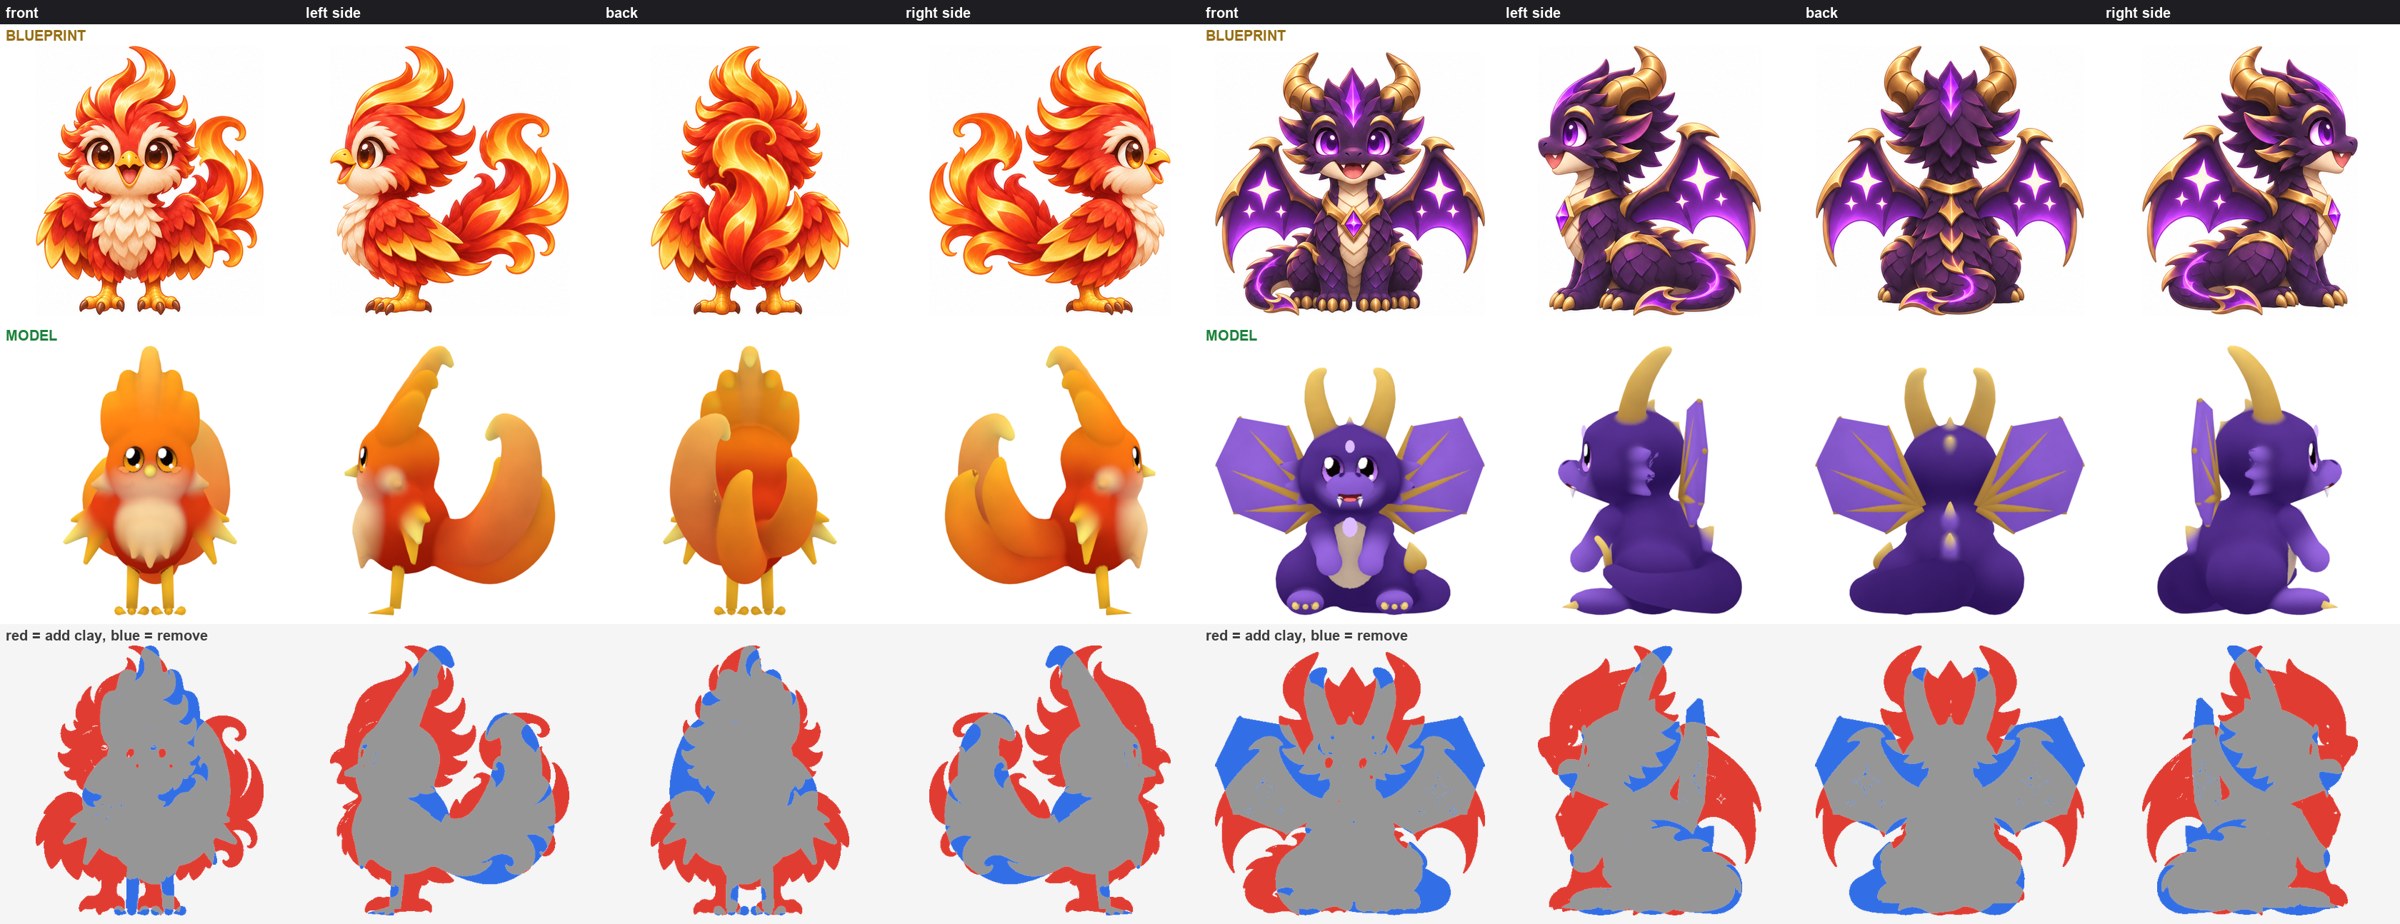 front left side back right side front left side back right side
BLUEPRINT BLUEPRINT
MODEL MODEL
red = add clay, blue = remove red = add clay, blue = remove